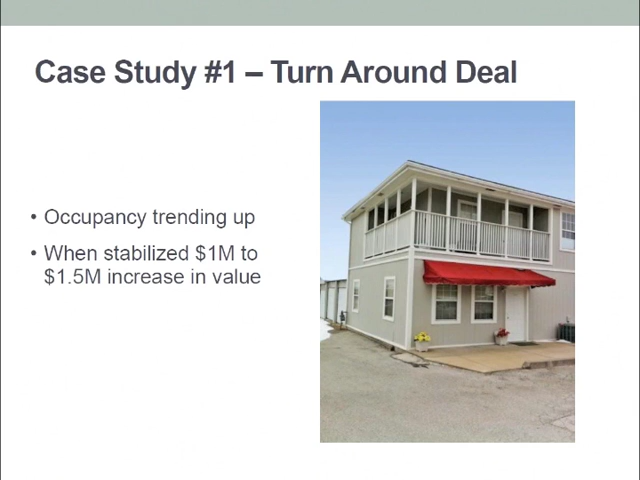 Case Study #1 – Turn Around Deal
• Occupancy trending up
• When stabilized $1M to
$1.5M increase in value